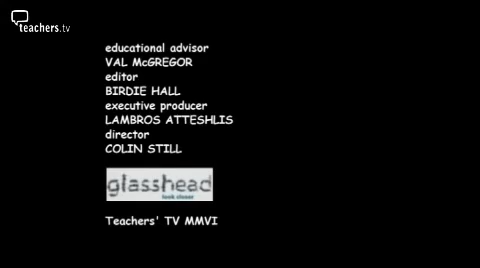 teachers.tv
educational advisor
VAL McGREGOR
editor
BIRDIE HALL
executive producer
LAMBROS ATTESHLIS
director
COLIN STILL
glasshead
look closer
Teachers' TV MMVI